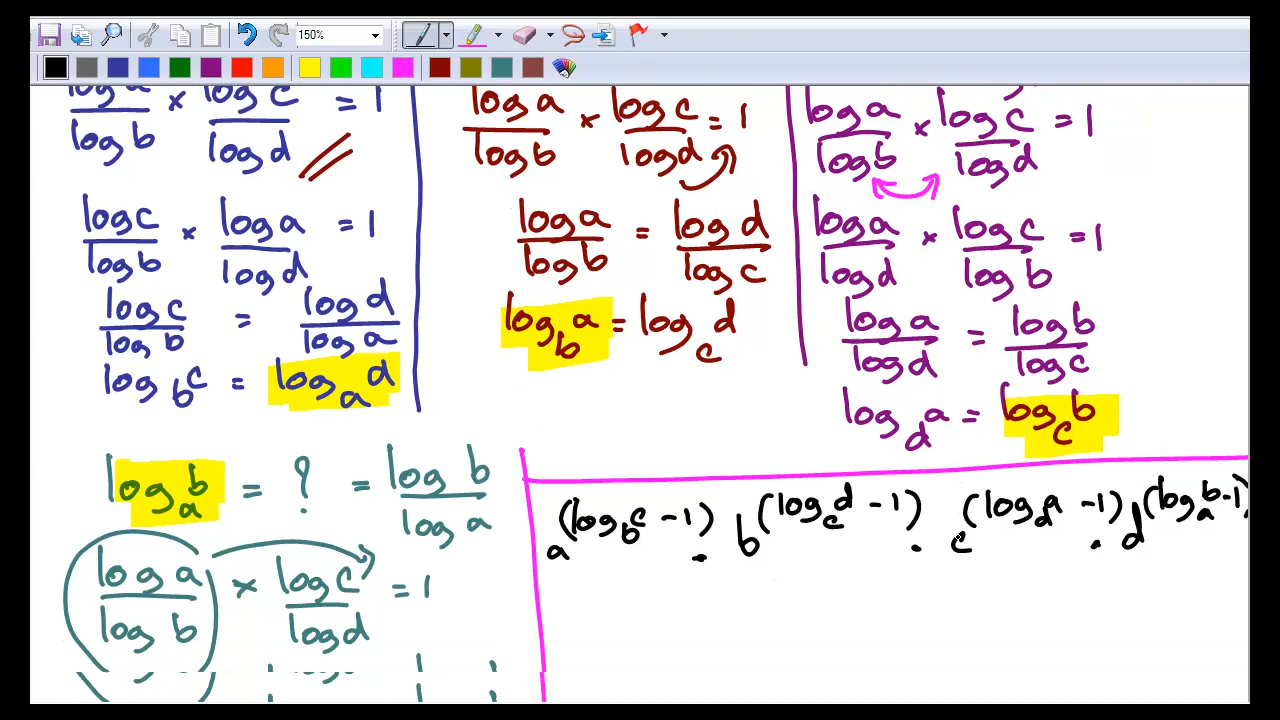 150%
log a / log b × log c / log d = 1
log c / log b × log a / log d = 1
log c / log b = log d / log a
log_b c = log_a d
log a / log b × log c / log d = 1
log a / log b = log d / log c
log_b a = log_c d
log a / log b × log c / log d = 1
log a / log d × log c / log b = 1
log a / log d = log b / log c
log_d a = log_c b
log_a b = ? = log b / log a
log a / log b × log c / log d = 1
a^(log_b c - 1) . b^(log_c d - 1) . c^(log_d a - 1) . d^(log_a b - 1)